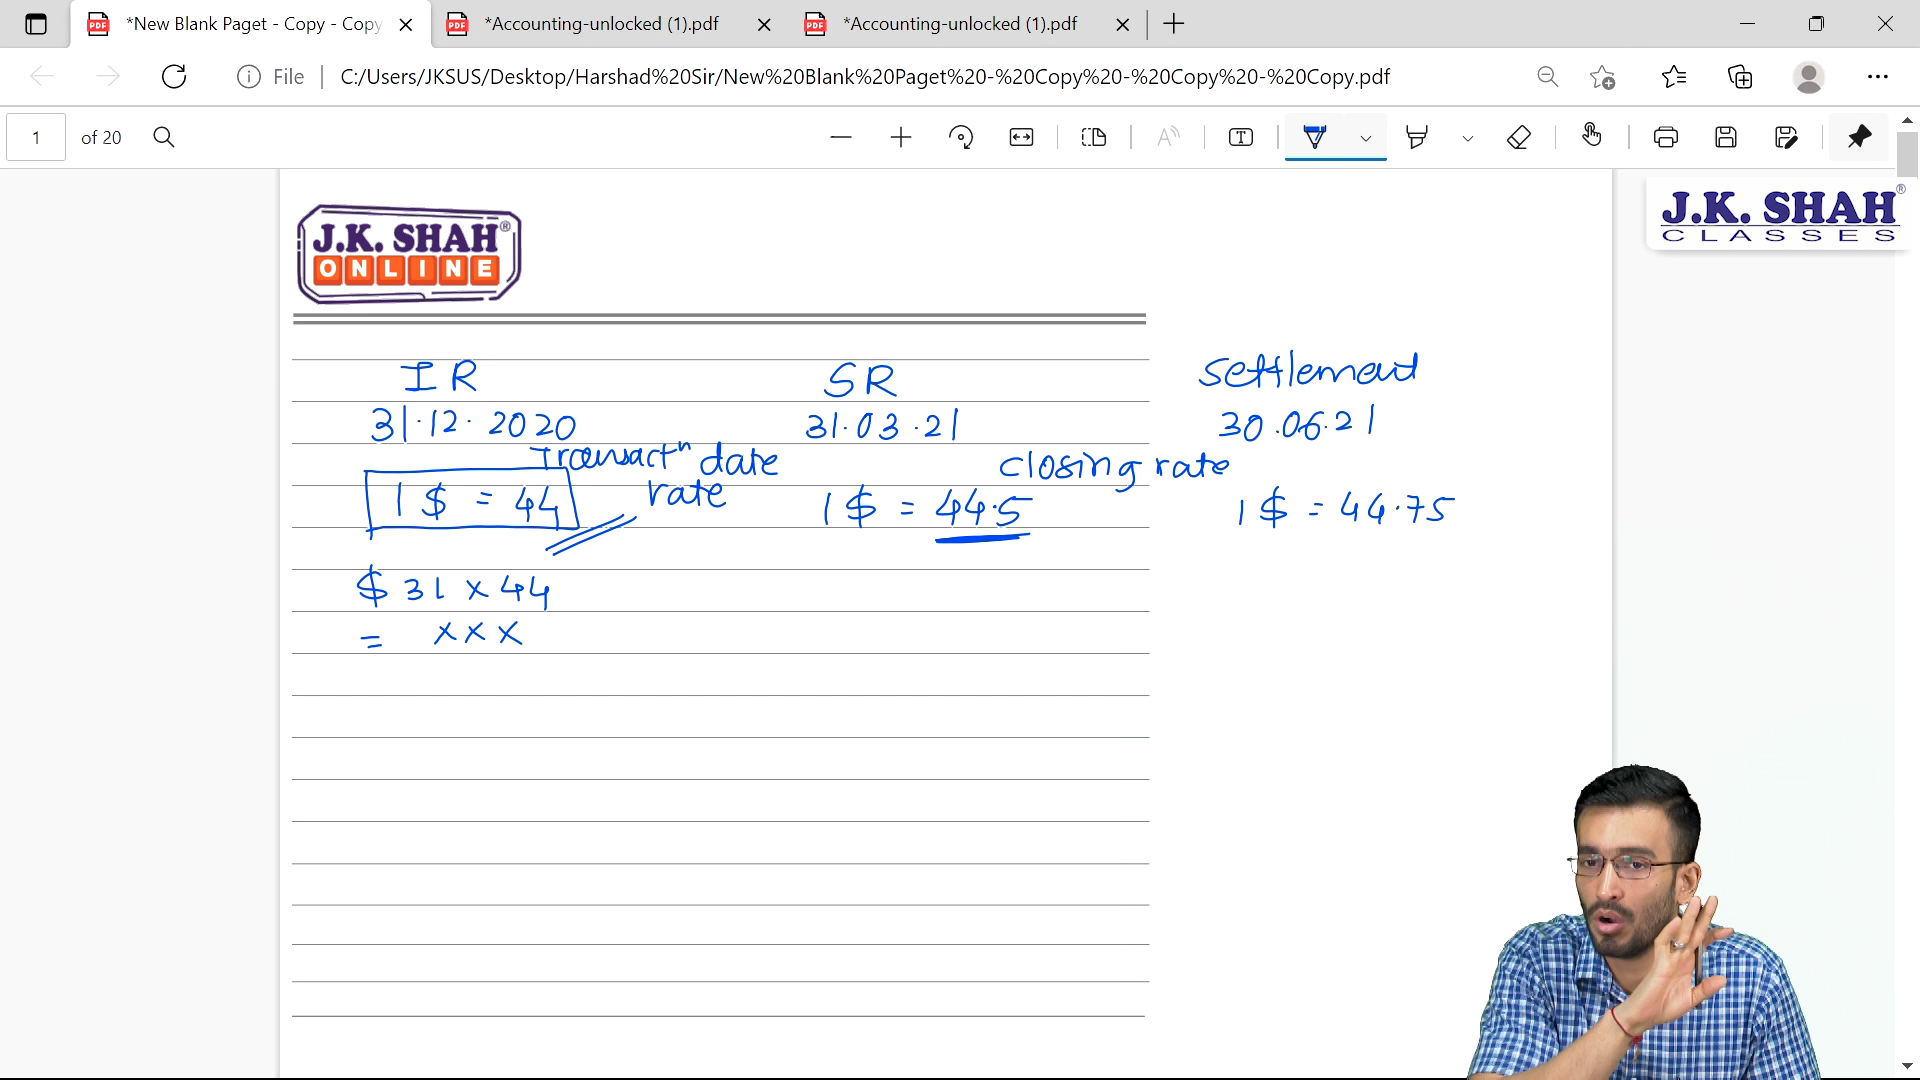 *New Blank Paget - Copy - Copy
*Accounting-unlocked (1).pdf
*Accounting-unlocked (1).pdf
File
C:/Users/JKSUS/Desktop/Harshad%20Sir/New%20Blank%20Paget%20-%20Copy%20-%20Copy%20-%20Copy.pdf
1 of 20
J.K. SHAH®
ONLINE
J.K. SHAH®
CLASSES
IR SR Settlement
31.12.2020 31.03.21 30.06.21
Transactⁿ date rate closing rate
1 $ = 44 1 $ = 44.5 1 $ = 44.75
$ 31 x 44
= x x x